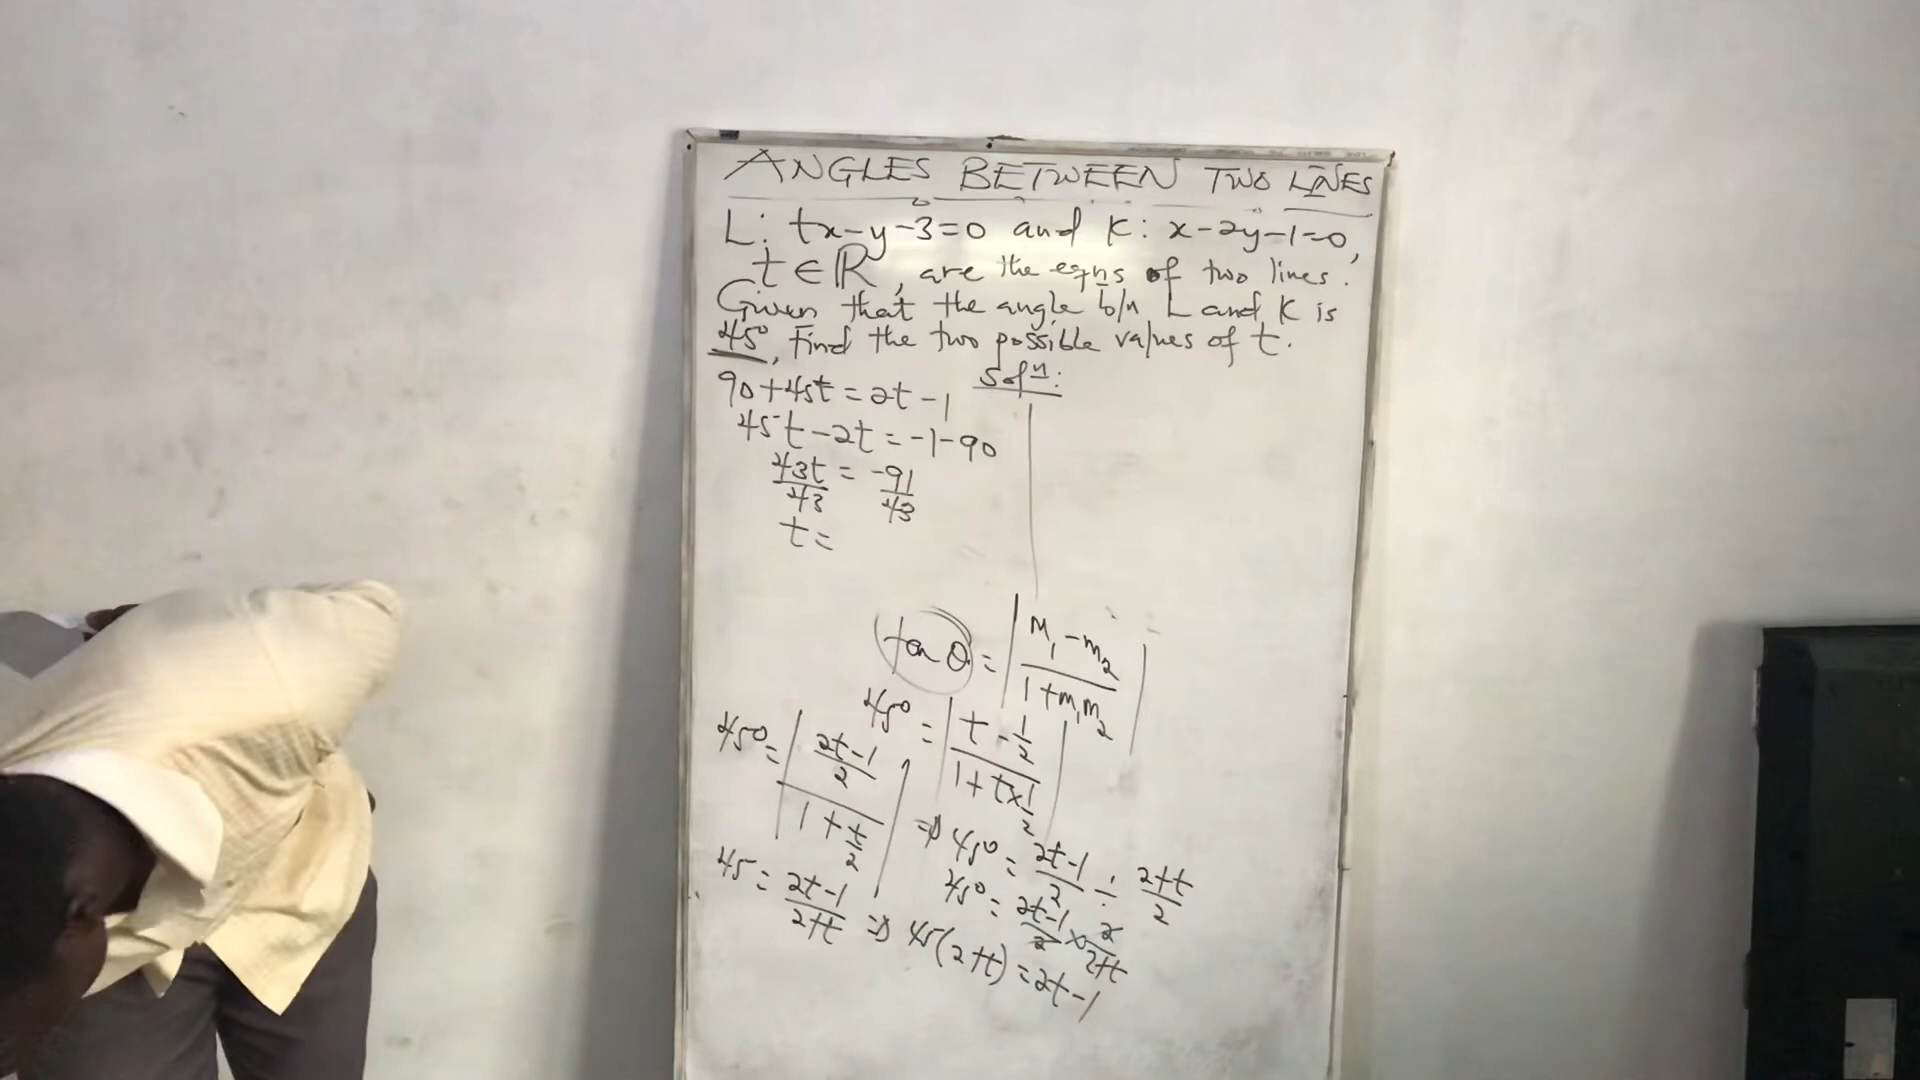 ANGLES BETWEEN TWO LINES
L: tx-y-3=0 and K: x-2y-1=0,
t∈ℝ, are the eqns of two lines.
Given that the angle b/n L and K is
45°, Find the two possible values of t.
Soln:
90+45t=2t-1
45t-2t=-1-90
43t/43 = -91/43
t=
tanθ = |(m₁-m₂)/(1+m₁m₂)|
45° = |(t-1/2)/(1+t×1/2)|
45° = |((2t-1)/2)/(1+t/2)|
⇒ 45° = (2t-1)/2 ÷ (2+t)/2
45° = (2t-1)/2 × 2/(2+t)
45 = (2t-1)/(2+t) ⇒ 45(2+t)=2t-1